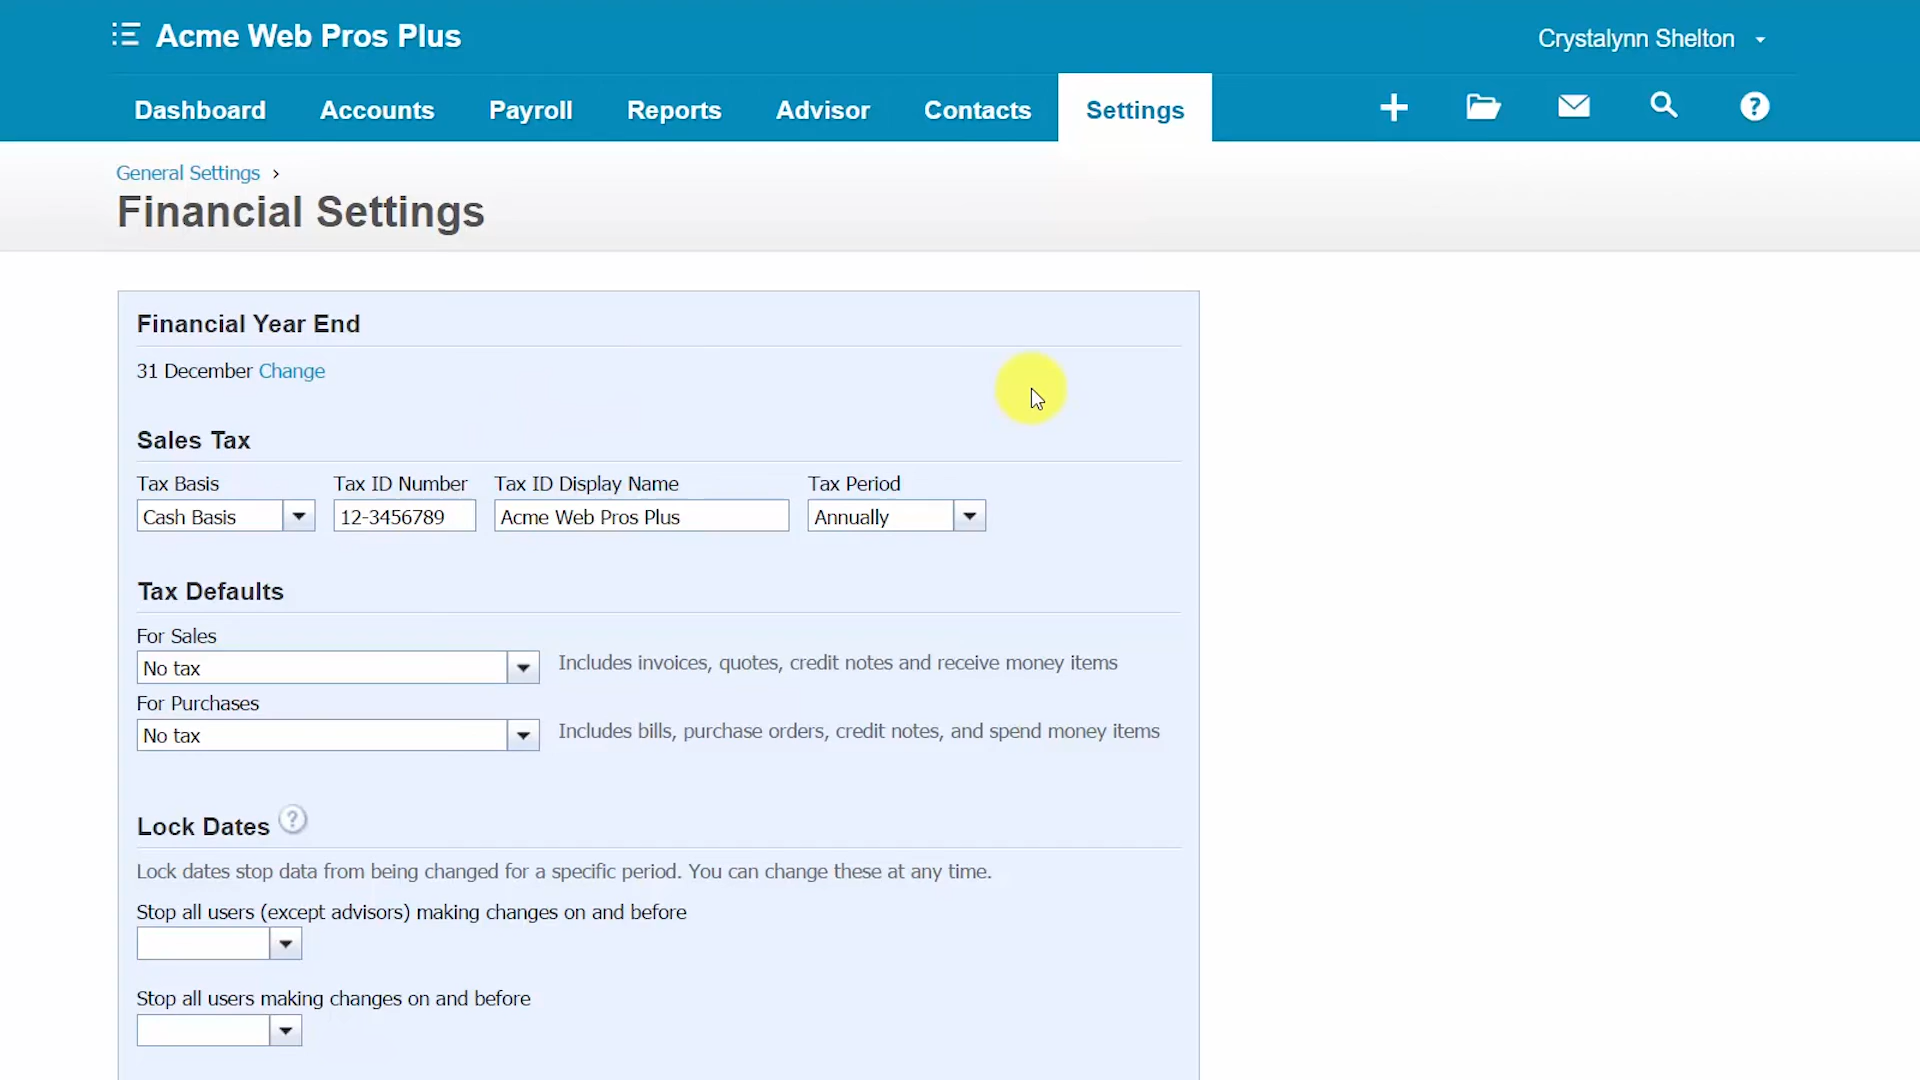 Acme Web Pros Plus
Crystalynn Shelton
Dashboard Accounts Payroll Reports Advisor Contacts Settings
General Settings ›
Financial Settings
Financial Year End
31 December Change
Sales Tax
Tax Basis Tax ID Number Tax ID Display Name Tax Period
Cash Basis 12-3456789 Acme Web Pros Plus Annually
Tax Defaults
For Sales
No tax Includes invoices, quotes, credit notes and receive money items
For Purchases
No tax Includes bills, purchase orders, credit notes, and spend money items
Lock Dates ?
Lock dates stop data from being changed for a specific period. You can change these at any time.
Stop all users (except advisors) making changes on and before
Stop all users making changes on and before